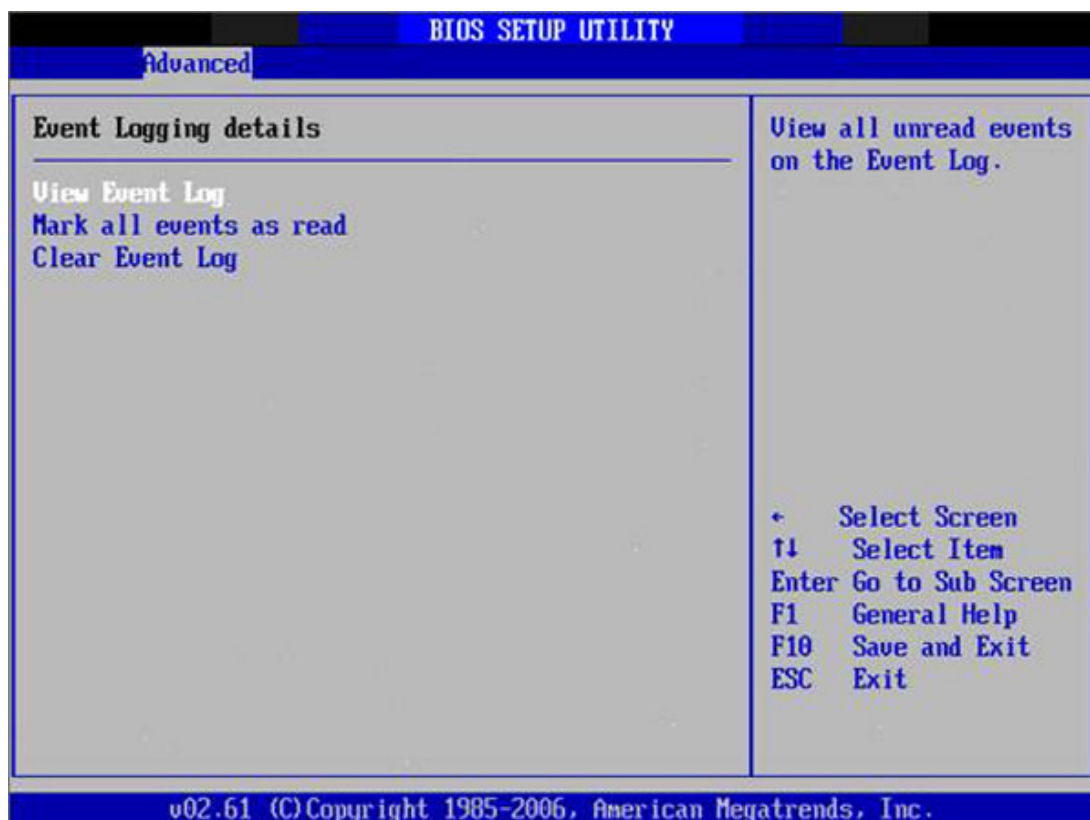 BIOS SETUP UTILITY
Advanced
Event Logging details
View Event Log
Mark all events as read
Clear Event Log
View all unread events
on the Event Log.
← Select Screen
↑↓ Select Item
Enter Go to Sub Screen
F1 General Help
F10 Save and Exit
ESC Exit
v02.61 (C)Copyright 1985-2006, American Megatrends, Inc.